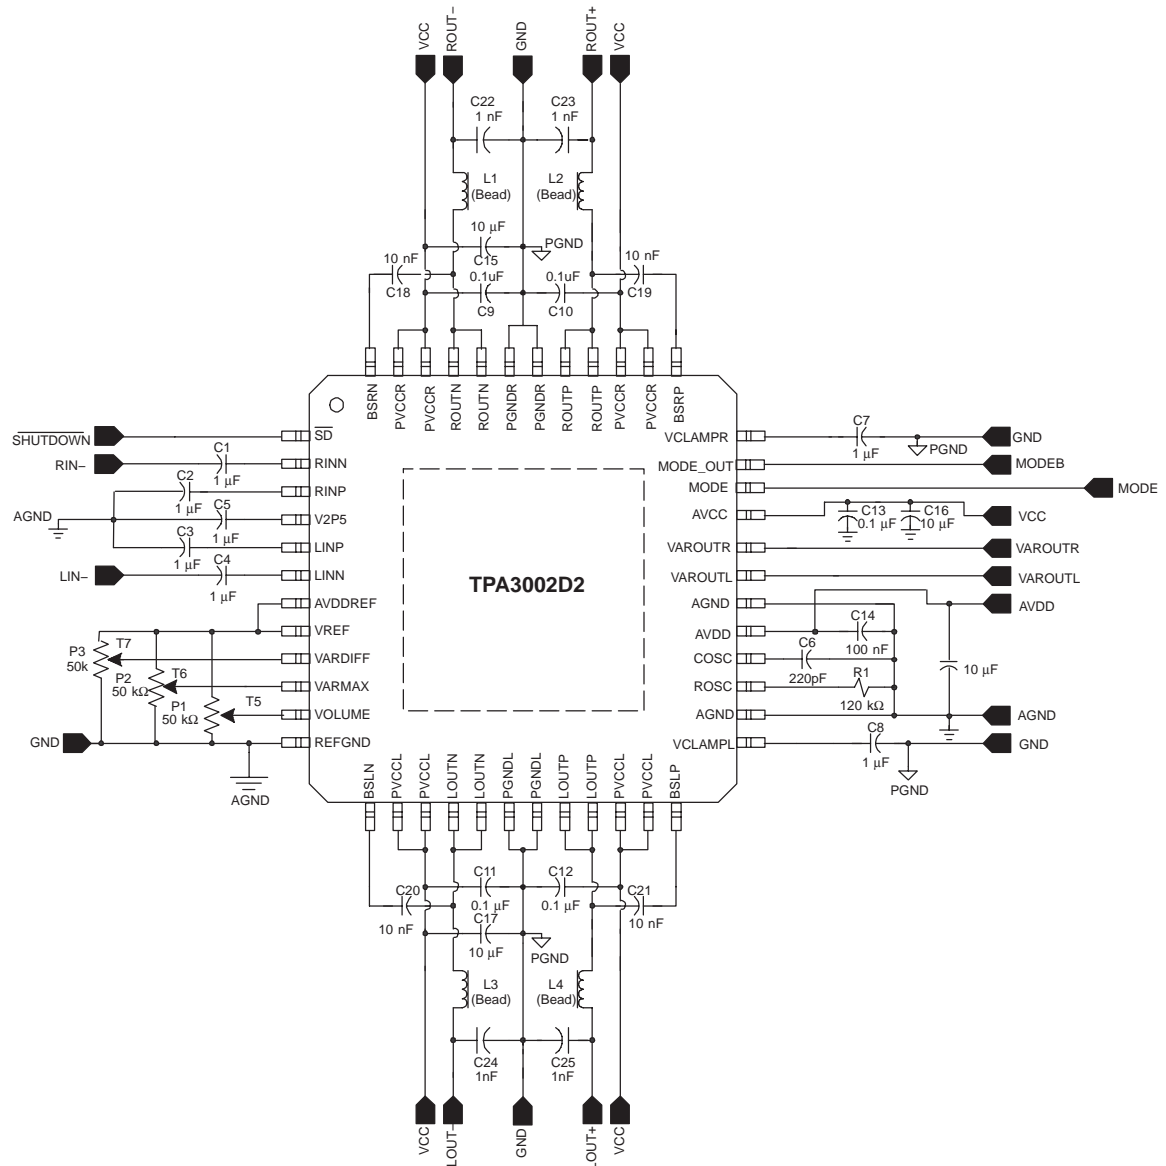 VCC
ROUT−
GND
ROUT+
VCC
C22
1 nF
C23
1 nF
L1
(Bead)
L2
(Bead)
10 μF
C15
PGND
10 nF
C18
0.1uF
C9
0.1uF
C10
10 nF
C19
BSRN
PVCCR
PVCCR
ROUTN
ROUTN
PGNDR
PGNDR
ROUTP
ROUTP
PVCCR
PVCCR
BSRP
SHUTDOWN
RIN−
AGND
LIN−
C1
1 μF
C2
1 μF
C5
1 μF
C3
1 μF
C4
1 μF
P3
50k
T7
P2
50 kΩ
T6
P1
50 kΩ
T5
GND
AGND
SD
RINN
RINP
V2P5
LINP
LINN
AVDDREF
VREF
VARDIFF
VARMAX
VOLUME
REFGND
TPA3002D2
VCLAMPR
MODE_OUT
MODE
AVCC
VAROUTR
VAROUTL
AGND
AVDD
COSC
ROSC
AGND
VCLAMPL
C7
1 μF
PGND
GND
MODEB
MODE
C13
0.1 μF
C16
10 μF
VCC
VAROUTR
VAROUTL
AVDD
C14
100 nF
C6
220pF
10 μF
R1
120 kΩ
AGND
C8
1 μF
PGND
GND
BSLN
PVCCL
PVCCL
LOUTN
LOUTN
PGNDL
PGNDL
LOUTP
LOUTP
PVCCL
PVCCL
BSLP
C20
10 nF
C11
0.1 μF
C12
0.1 μF
C21
10 nF
C17
10 μF
PGND
L3
(Bead)
L4
(Bead)
C24
1nF
C25
1nF
VCC
LOUT−
GND
LOUT+
VCC